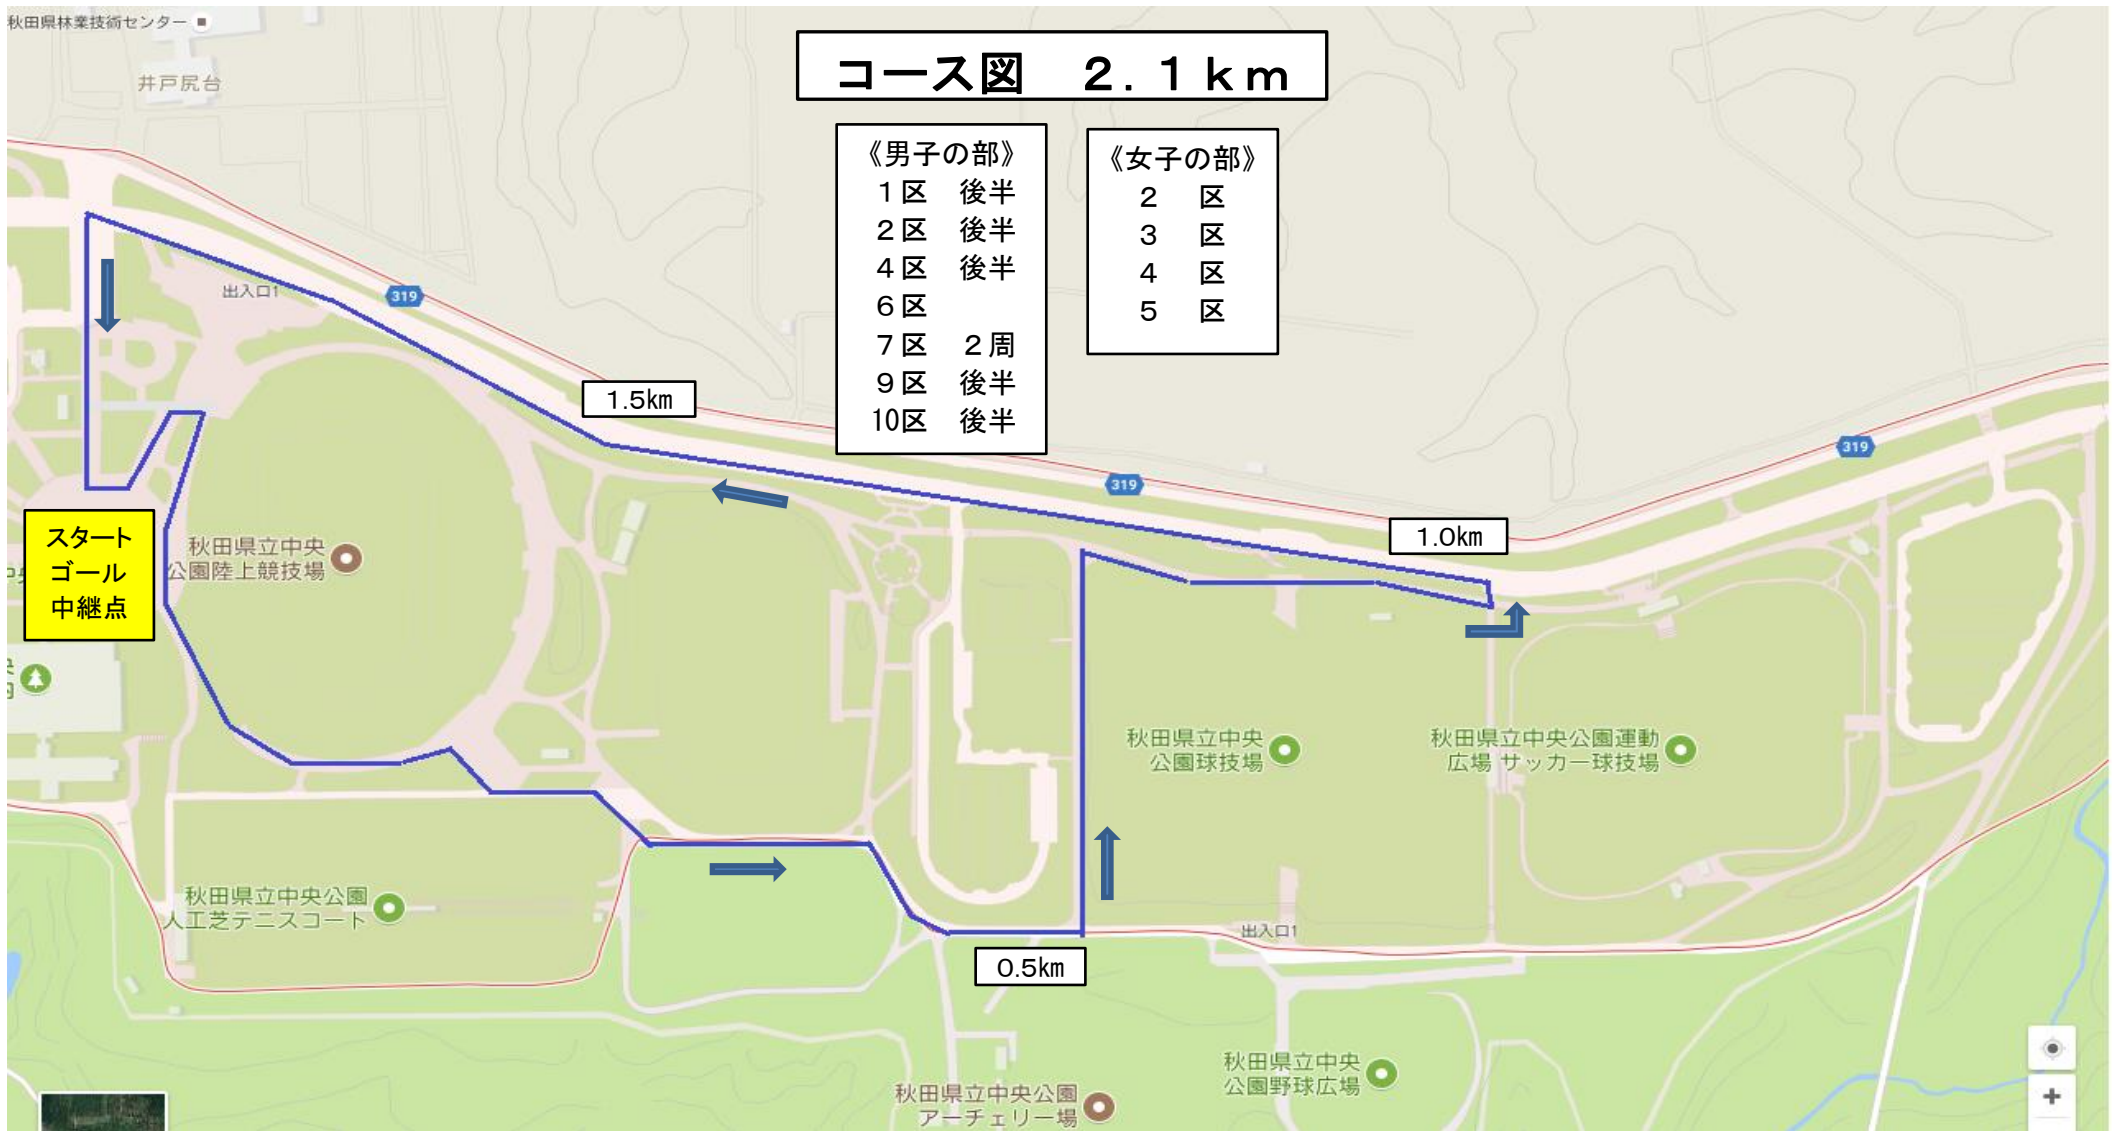 秋田県林業技術センター
井戸尻台
コース図　２.１ｋｍ
《男子の部》
１区　後半
２区　後半
４区　後半
６区
７区　２周
９区　後半
10区　後半
《女子の部》
２　区
３　区
４　区
５　区
出入口1
319
1.5㎞
319
319
1.0㎞
スタート
ゴール
中継点
秋田県立中央
公園陸上競技場
秋田県立中央
公園球技場
秋田県立中央公園運動
広場 サッカー球技場
秋田県立中央公園
人工芝テニスコート
出入口1
0.5㎞
秋田県立中央
公園野球広場
秋田県立中央公園
アーチェリー場